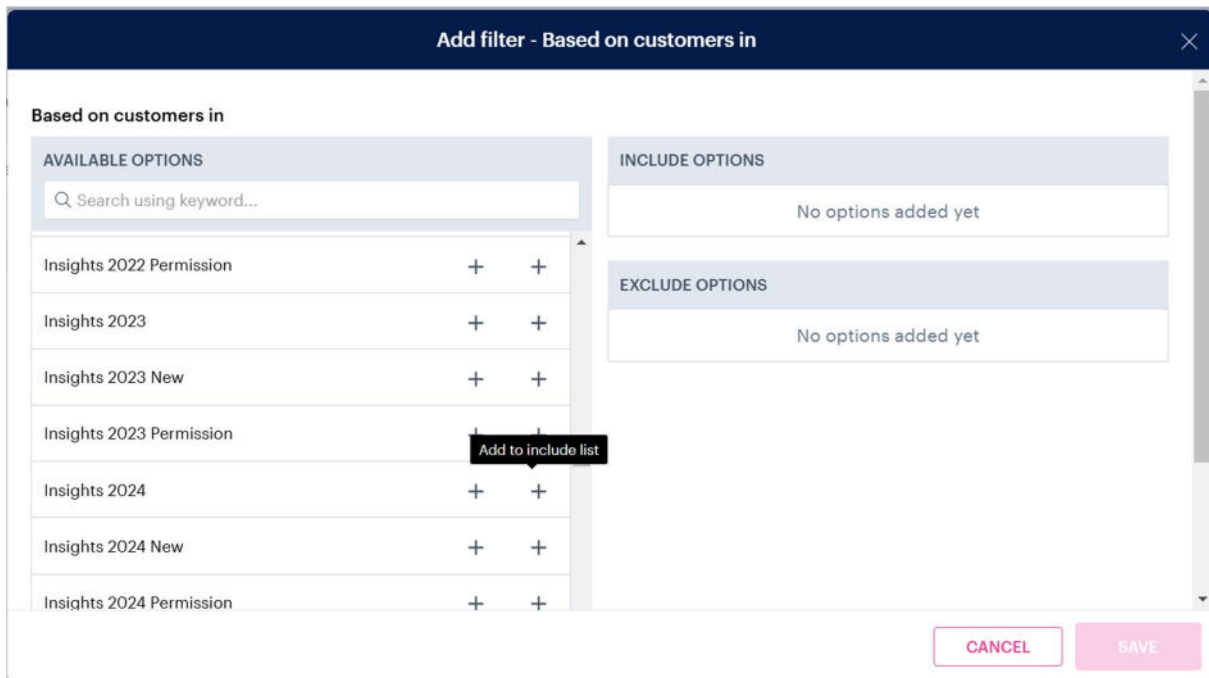 Add filter - Based on customers in
Based on customers in
AVAILABLE OPTIONS
Search using keyword...
Insights 2022 Permission
Insights 2023
Insights 2023 New
Insights 2023 Permission
Add to include list
Insights 2024
Insights 2024 New
Insights 2024 Permission
INCLUDE OPTIONS
No options added yet
EXCLUDE OPTIONS
No options added yet
CANCEL
SAVE